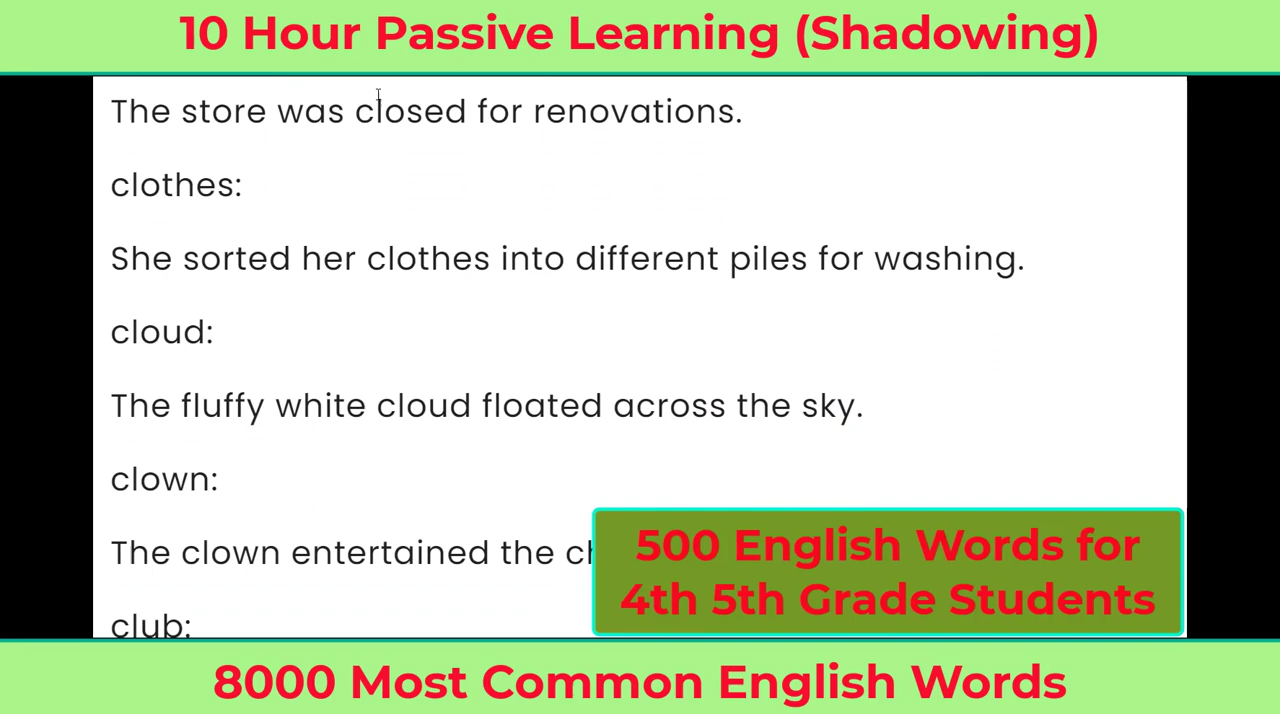 10 Hour Passive Learning (Shadowing)
The store was closed for renovations.
clothes:
She sorted her clothes into different piles for washing.
cloud:
The fluffy white cloud floated across the sky.
clown:
The clown entertained the
club:
500 English Words for
4th 5th Grade Students
8000 Most Common English Words